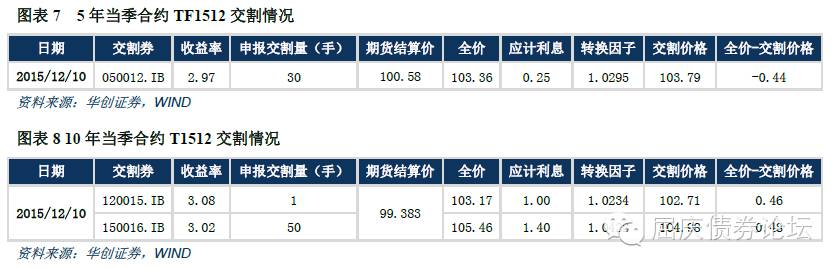 图表 7 5 年当季合约 TF1512 交割情况
日期 交割券 收益率 申报交割量（手） 期货结算价 全价 应计利息 转换因子 交割价格 全价-交割价格
2015/12/10 050012.IB 2.97 30 100.58 103.36 0.25 1.0295 103.79 -0.44
资料来源：华创证券，WIND
图表 8 10 年当季合约 T1512 交割情况
日期 交割券 收益率 申报交割量（手） 期货结算价 全价 应计利息 转换因子 交割价格 全价-交割价格
2015/12/10 120015.IB 3.08 1 99.383 103.17 1.00 1.0234 102.71 0.46
150016.IB 3.02 50 105.46 1.40 104.98 0.48
屈庆债券论坛
资料来源：华创证券，WIND